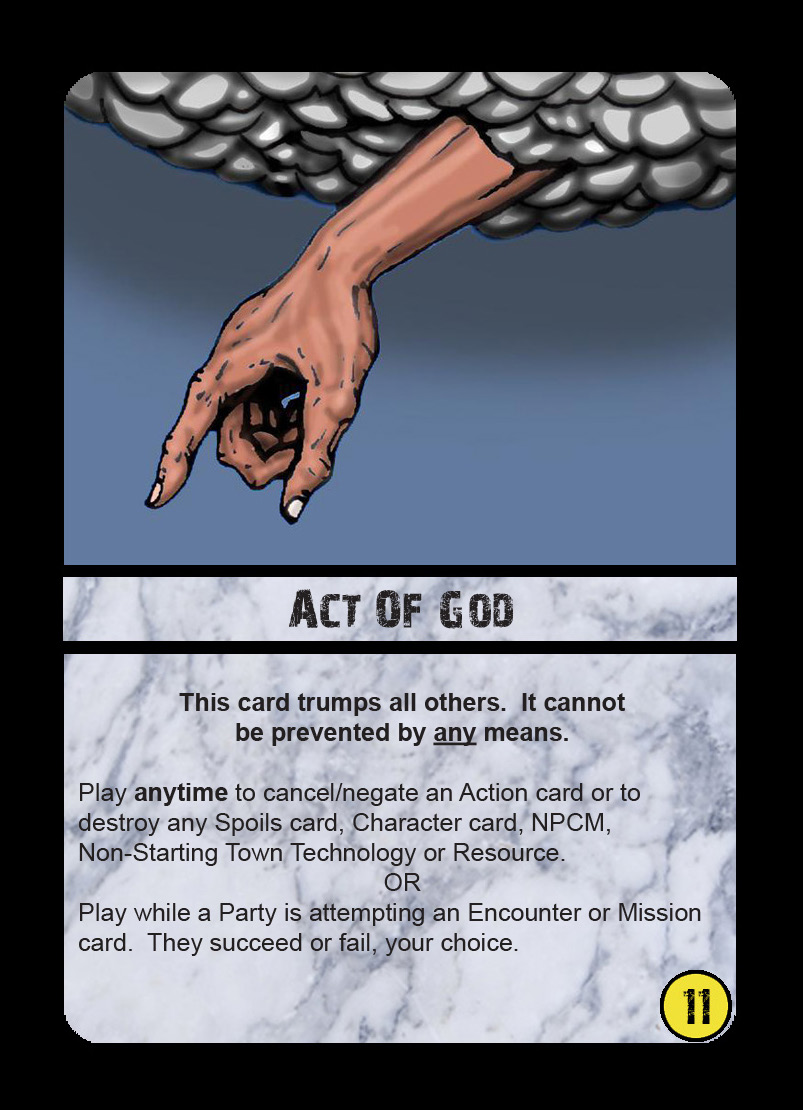 Act Of God
This card trumps all others.  It cannot
be prevented by any means.
Play anytime to cancel/negate an Action card or to
destroy any Spoils card, Character card, NPCM,
Non-Starting Town Technology or Resource.
OR
Play while a Party is attempting an Encounter or Mission
card.  They succeed or fail, your choice.
11